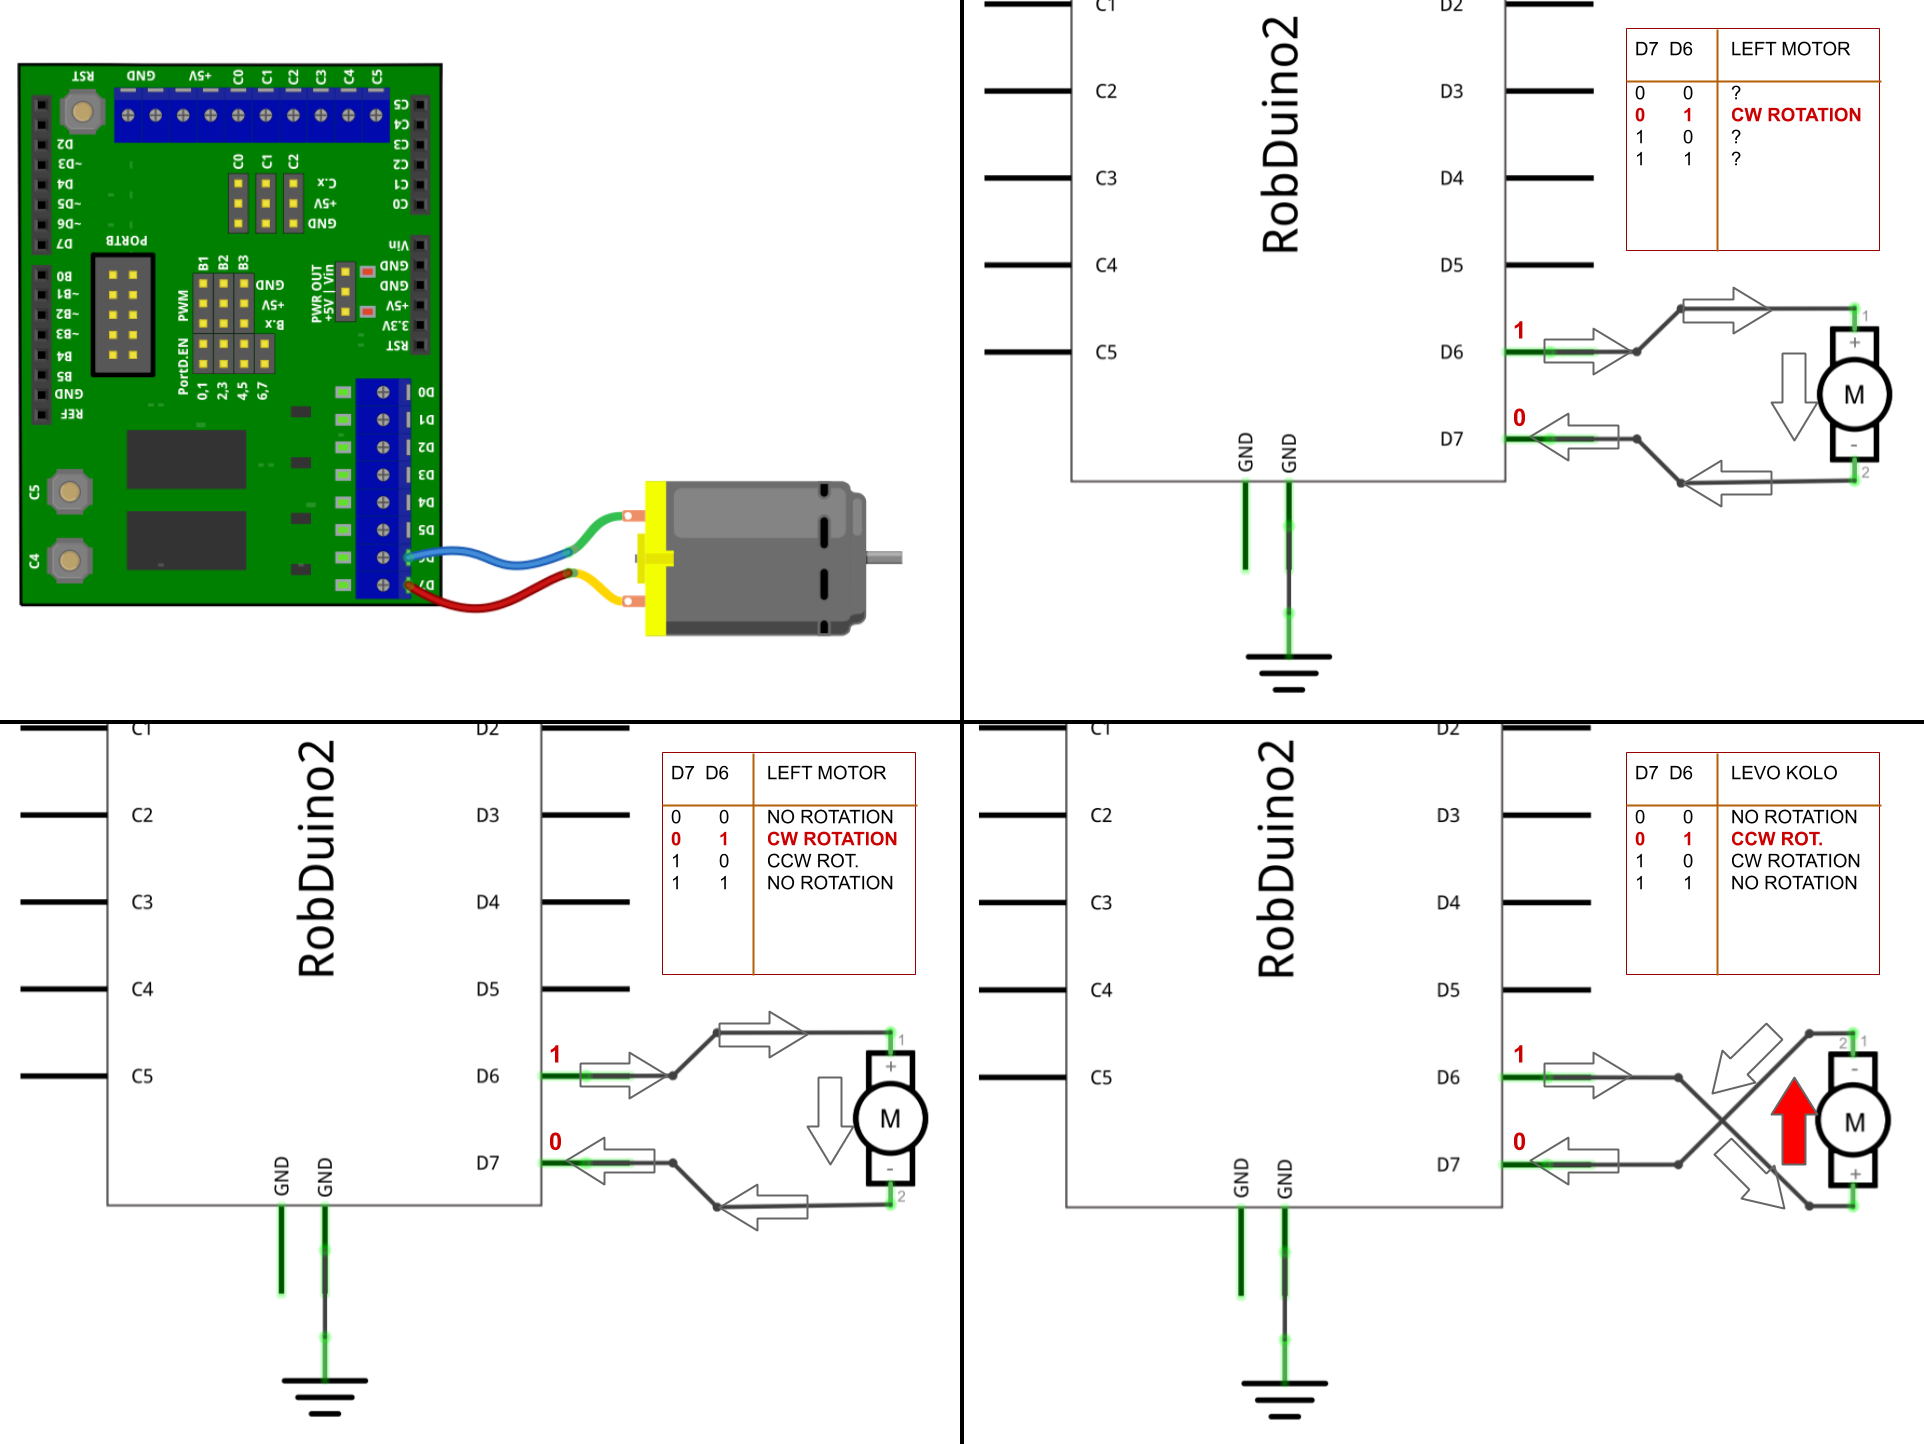 RST GND +5V C0 C1 C2 C3 C4 C5
C5
C4
D2 C3
~D3 C0 C1 C2 C2
D4 C.x C1
~D5 +5V C0
~D6 GND
D7 PORTB Vin
B0 B1 B2 B3 GND
~B1 PWM GND PWR OUT GND
~B2 +5V +5V | Vin +5V
~B3 B.x 3.3V
B4 PortD.EN RST
B5
GND 0,1 2,3 4,5 6,7 D0
REF D1
D2
D3
C5 D4
D5
C4
D7
C1 D2
RobDuino2
C2 D3
C3 D4
C4 D5
C5 D6
D7
GND GND
1
0
1
+
M
-
2
D7 D6 LEFT MOTOR
0 0 ?
0 1 CW ROTATION
1 0 ?
1 1 ?
C1 D2
RobDuino2
C2 D3
C3 D4
C4 D5
C5 D6
D7
GND GND
1
0
1
+
M
-
2
D7 D6 LEFT MOTOR
0 0 NO ROTATION
0 1 CW ROTATION
1 0 CCW ROT.
1 1 NO ROTATION
C1 D2
RobDuino2
C2 D3
C3 D4
C4 D5
C5 D6
D7
GND GND
1
0
2 1
-
M
+
D7 D6 LEVO KOLO
0 0 NO ROTATION
0 1 CCW ROT.
1 0 CW ROTATION
1 1 NO ROTATION